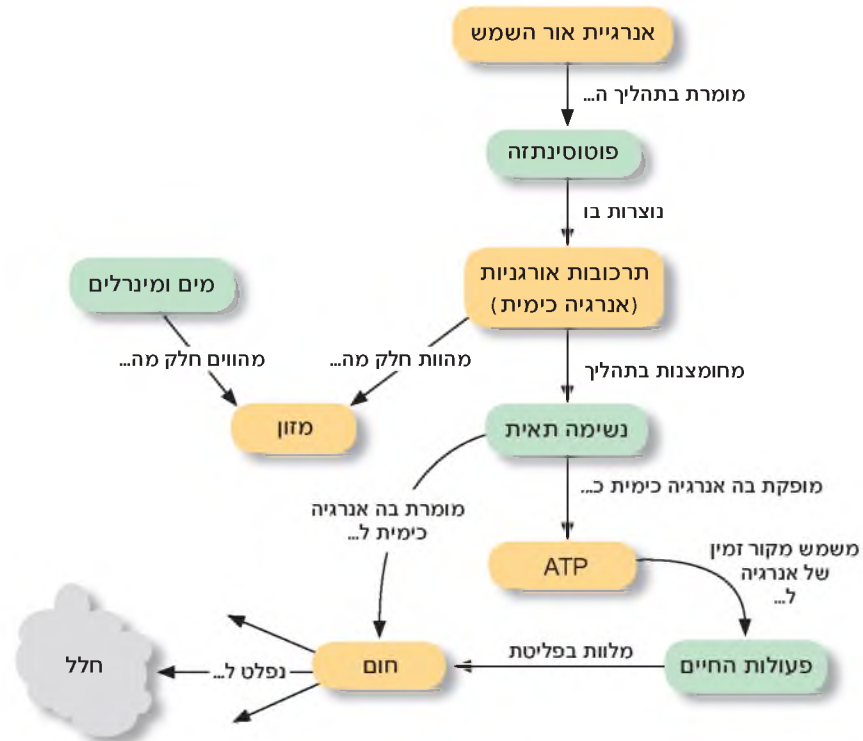 אנרגיית אור השמש
מומרת בתהליך ה...
פוטוסינתזה
נוצרות בו
תרכובות אורגניות
(אנרגיה כימית)
מים ומינרלים
מהוות חלק מה...
מהווים חלק מה...
מחומצנות בתהליך
מזון
נשימה תאית
מופקת בה אנרגיה כימית כ...
מומרת בה אנרגיה
כימית ל...
ATP
משמש מקור זמין
של אנרגיה
ל...
פעולות החיים
מלוות בפליטת
חום
נפלט ל...
חלל